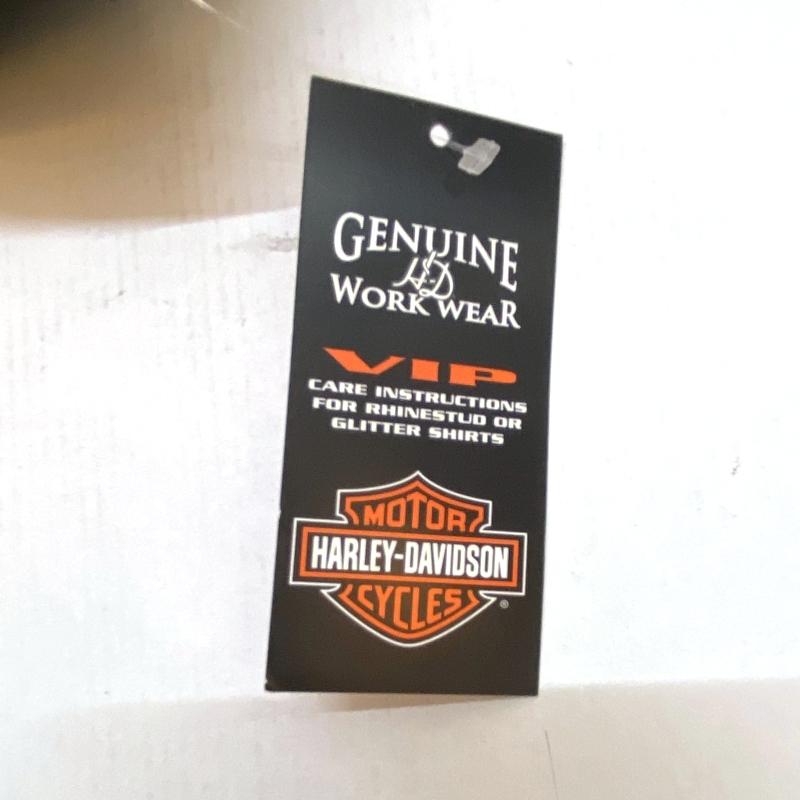 GENUINE
H-D
WORK WEAR
VIP
CARE INSTRUCTIONS
FOR RHINESTUD OR
GLITTER SHIRTS
MOTOR
HARLEY-DAVIDSON
CYCLES
®